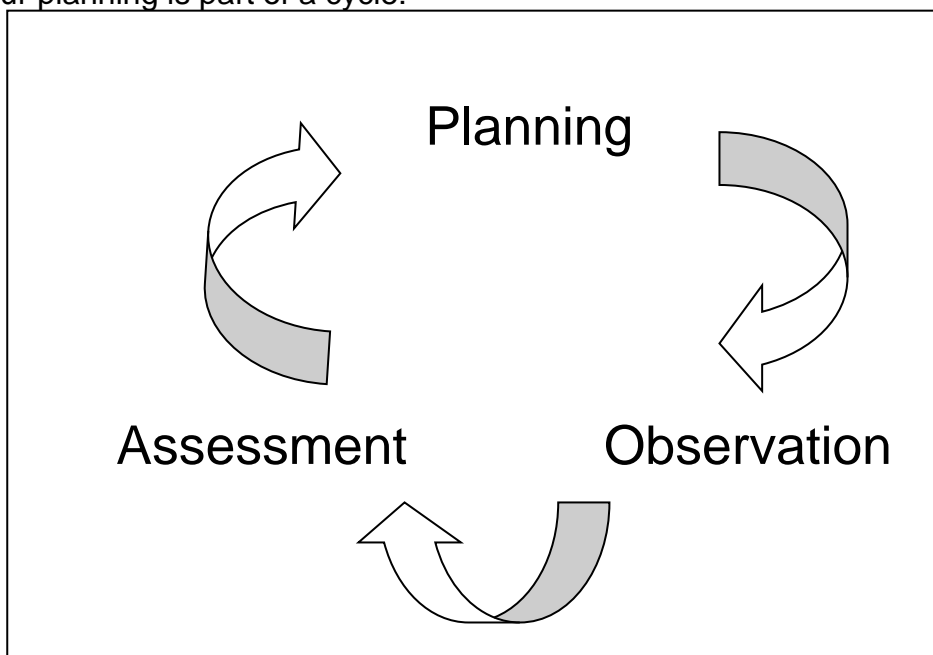 planning is part of a cycle.
Planning
Assessment
Observation